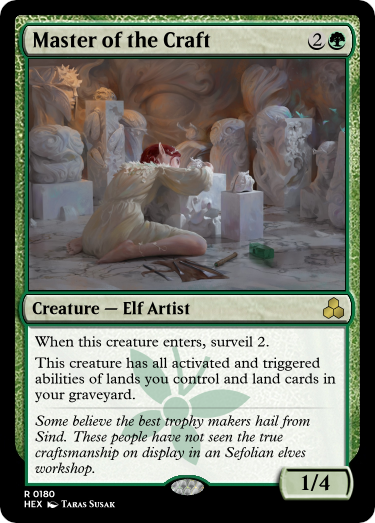 Master of the Craft 2
Creature — Elf Artist
When this creature enters, surveil 2.
This creature has all activated and triggered
abilities of lands you control and land cards in
your graveyard.
Some believe the best trophy makers hail from
Sind. These people have not seen the true
craftsmanship on display in an Sefolian elves
workshop.
1/4
R 0180
HEX Taras Susak